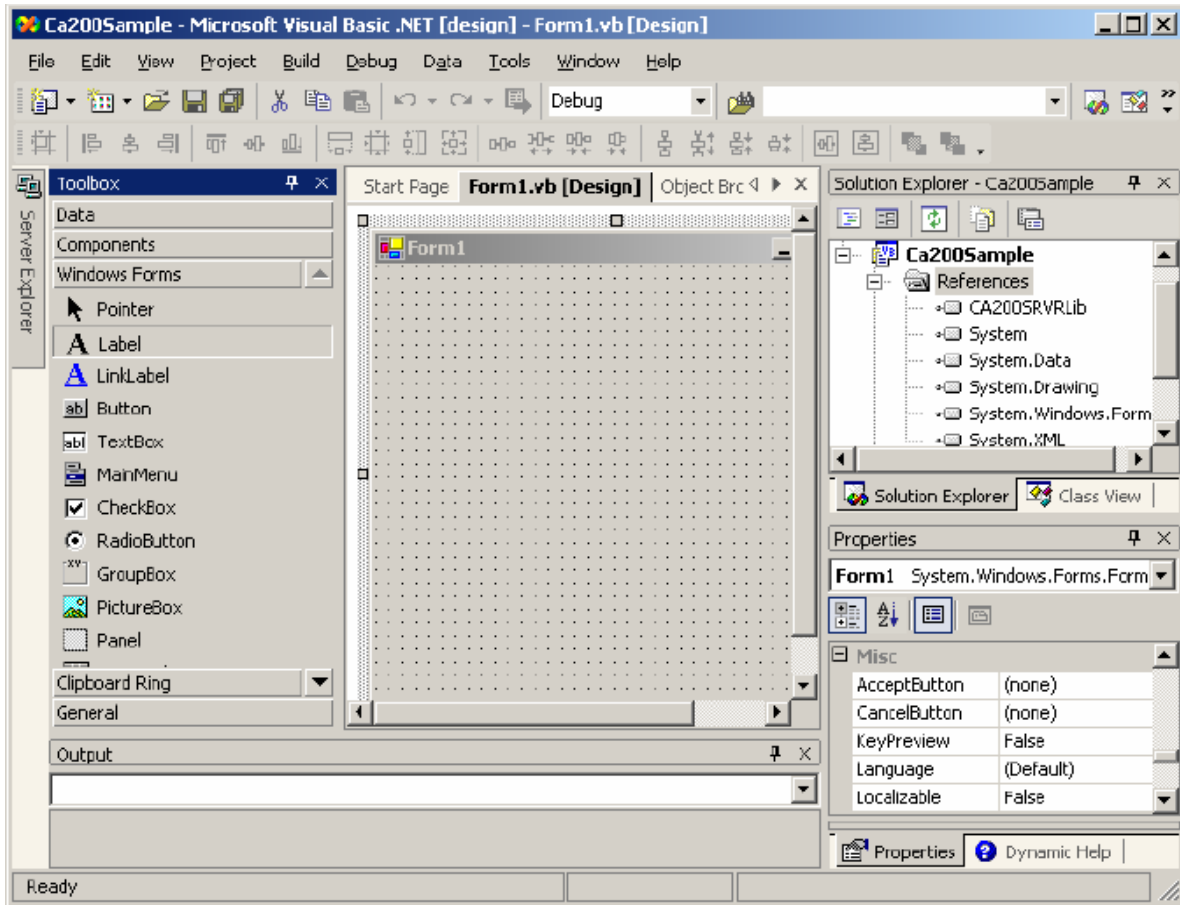 Ca200Sample - Microsoft Visual Basic .NET [design] - Form1.vb [Design]
File Edit View Project Build Debug Data Tools Window Help
Debug
Server Explorer
Toolbox
Data
Components
Windows Forms
Pointer
Label
LinkLabel
Button
TextBox
MainMenu
CheckBox
RadioButton
GroupBox
PictureBox
Panel
Clipboard Ring
General
Start Page Form1.vb [Design] Object Brc
Form1
Solution Explorer - Ca200Sample
Ca200Sample
References
CA200SRVRLib
System
System.Data
System.Drawing
System.Windows.Form
System.XML
Solution Explorer Class View
Properties
Form1 System.Windows.Forms.Form
Misc
AcceptButton (none)
CancelButton (none)
KeyPreview False
Language (Default)
Localizable False
Properties Dynamic Help
Output
Ready